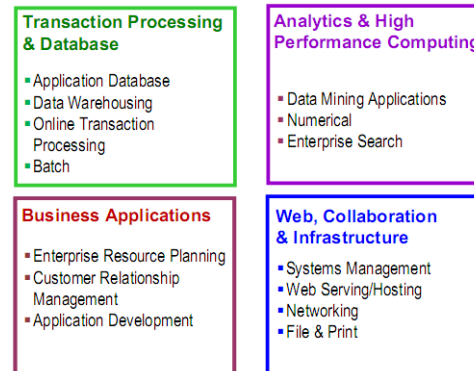 Transaction Processing
& Database
▪ Application Database
▪ Data Warehousing
▪ Online Transaction
Processing
▪ Batch
Analytics & High
Performance Computing
▪ Data Mining Applications
▪ Numerical
▪ Enterprise Search
Business Applications
▪ Enterprise Resource Planning
▪ Customer Relationship
Management
▪ Application Development
Web, Collaboration
& Infrastructure
▪ Systems Management
▪ Web Serving/Hosting
▪ Networking
▪ File & Print